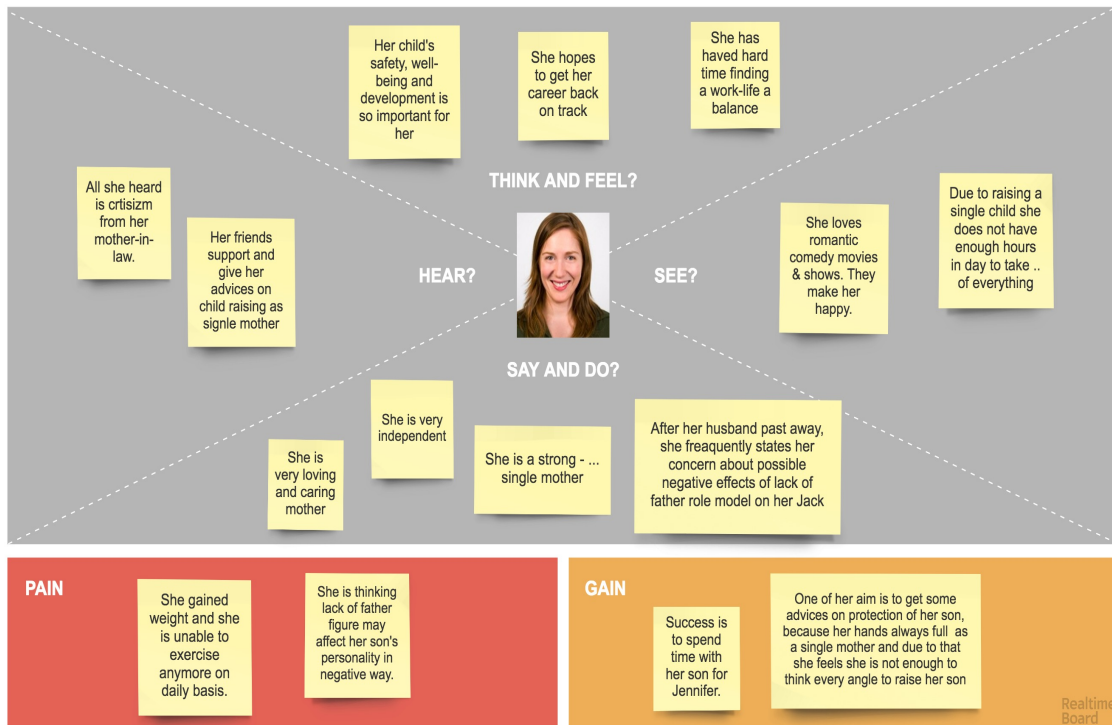 Her child's
safety, well-
being and
development is
so important for
her
She hopes
to get her
career back
on track
She has
haved hard
time finding
a work-life a
balance
THINK AND FEEL?
All she heard
is crtisizm
from her
mother-in-
law.
Her friends
support and
give her
advices on
child raising as
signle mother
HEAR?
SEE?
She loves
romantic
comedy movies
& shows. They
make her
happy.
Due to raising a
single child she
does not have
enough hours
in day to take ..
of everything
SAY AND DO?
She is
very loving
and caring
mother
She is very
independent
She is a strong - ...
single mother
After her husband past away,
she freaquently states her
concern about possible
negative effects of lack of
father role model on her Jack
PAIN
She gained
weight and she
is unable to
exercise
anymore on
daily basis.
She is thinking
lack of father
figure may
affect her son's
personality in
negative way.
GAIN
Success is
to spend
time with
her son for
Jennifer.
One of her aim is to get some
advices on protection of her son,
because her hands always full as
a single mother and due to that
she feels she is not enough to
think every angle to raise her son
Realtime
Board